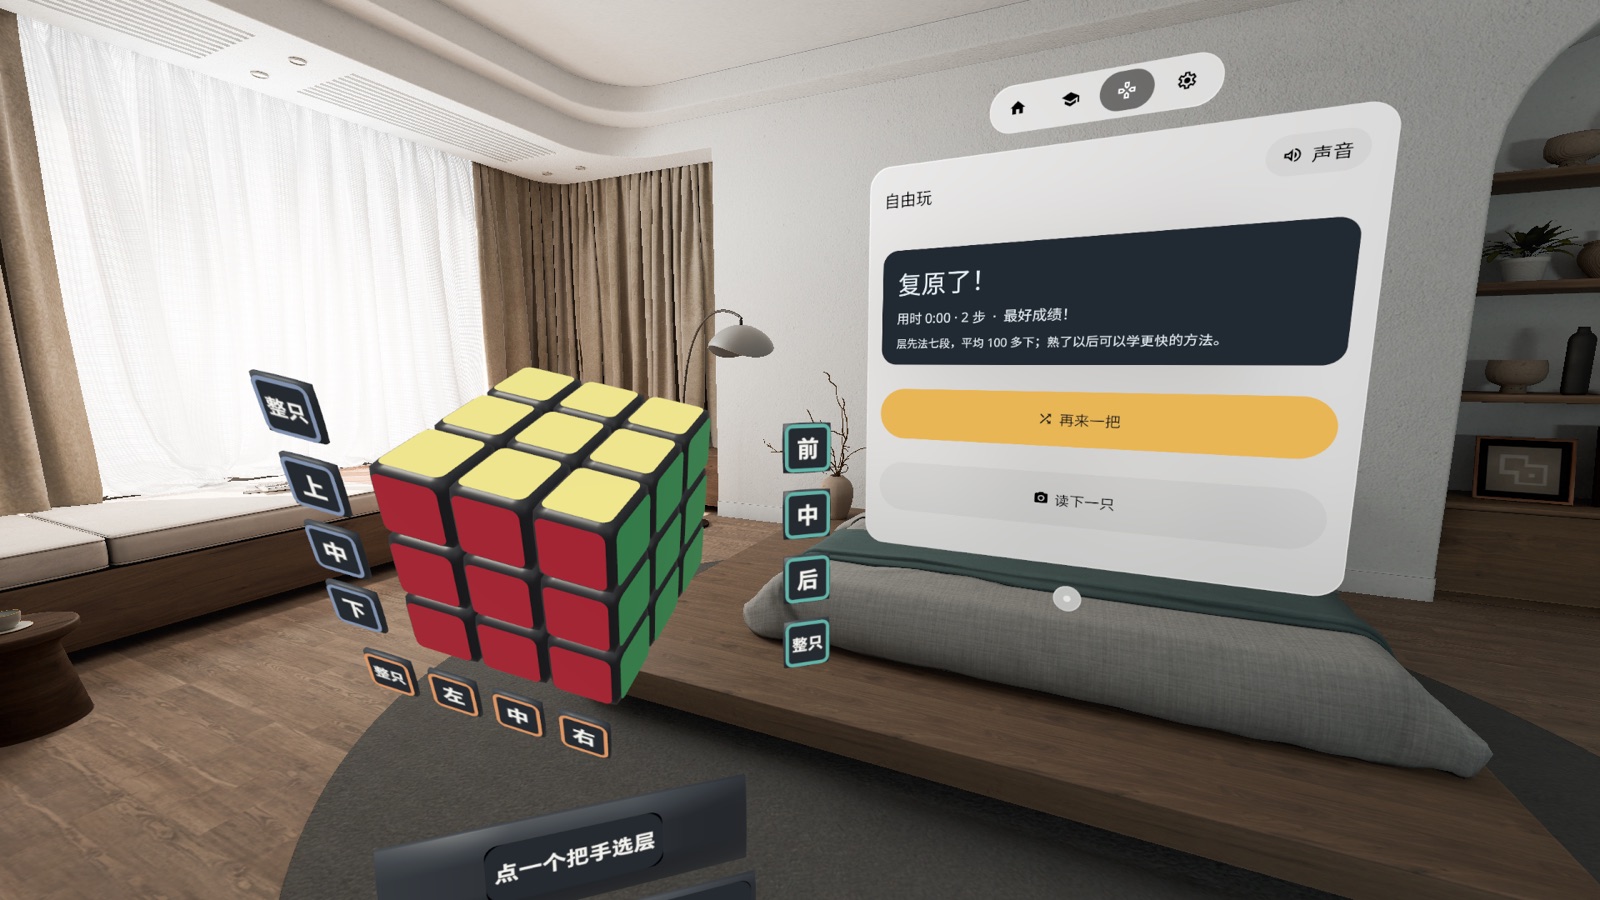 声音
自由玩
复原了！
用时 0:00 · 2 步 · 最好成绩！
层先法七段，平均 100 多下；熟了以后可以学更快的方法。
再来一把
读下一只
整只
上
中
下
整只
左
中
右
前
中
后
整只
点一个把手选层